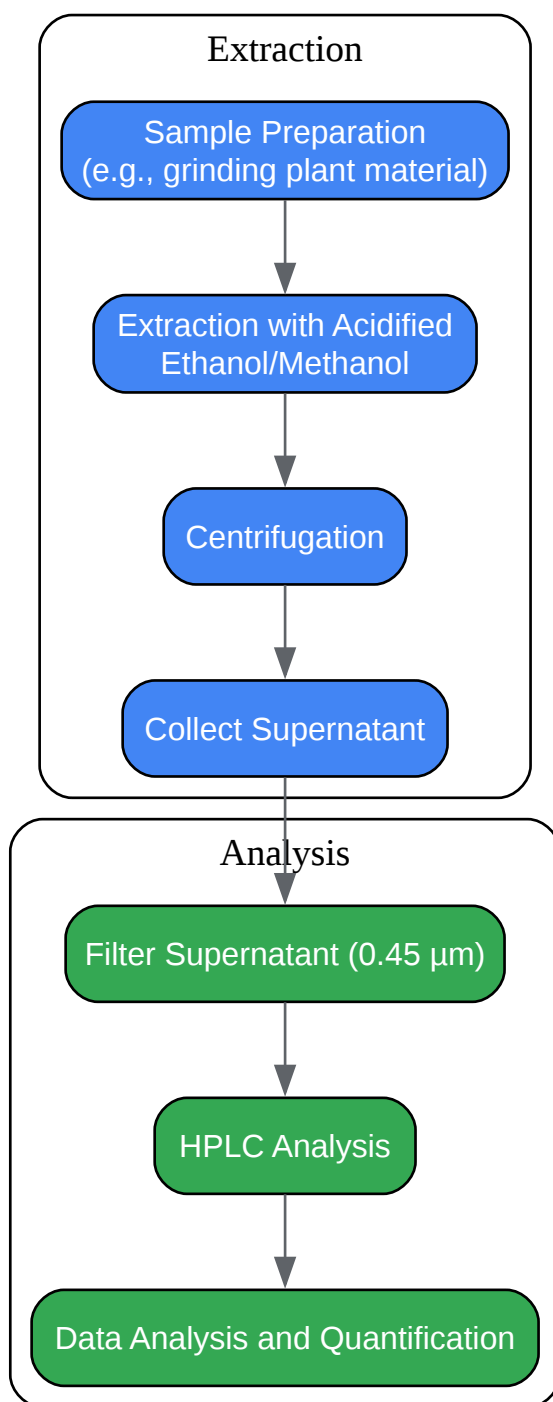 Extraction
Sample Preparation
(e.g., grinding plant material)
Extraction with Acidified
Ethanol/Methanol
Centrifugation
Collect Supernatant
Analysis
Filter Supernatant (0.45 µm)
HPLC Analysis
Data Analysis and Quantification